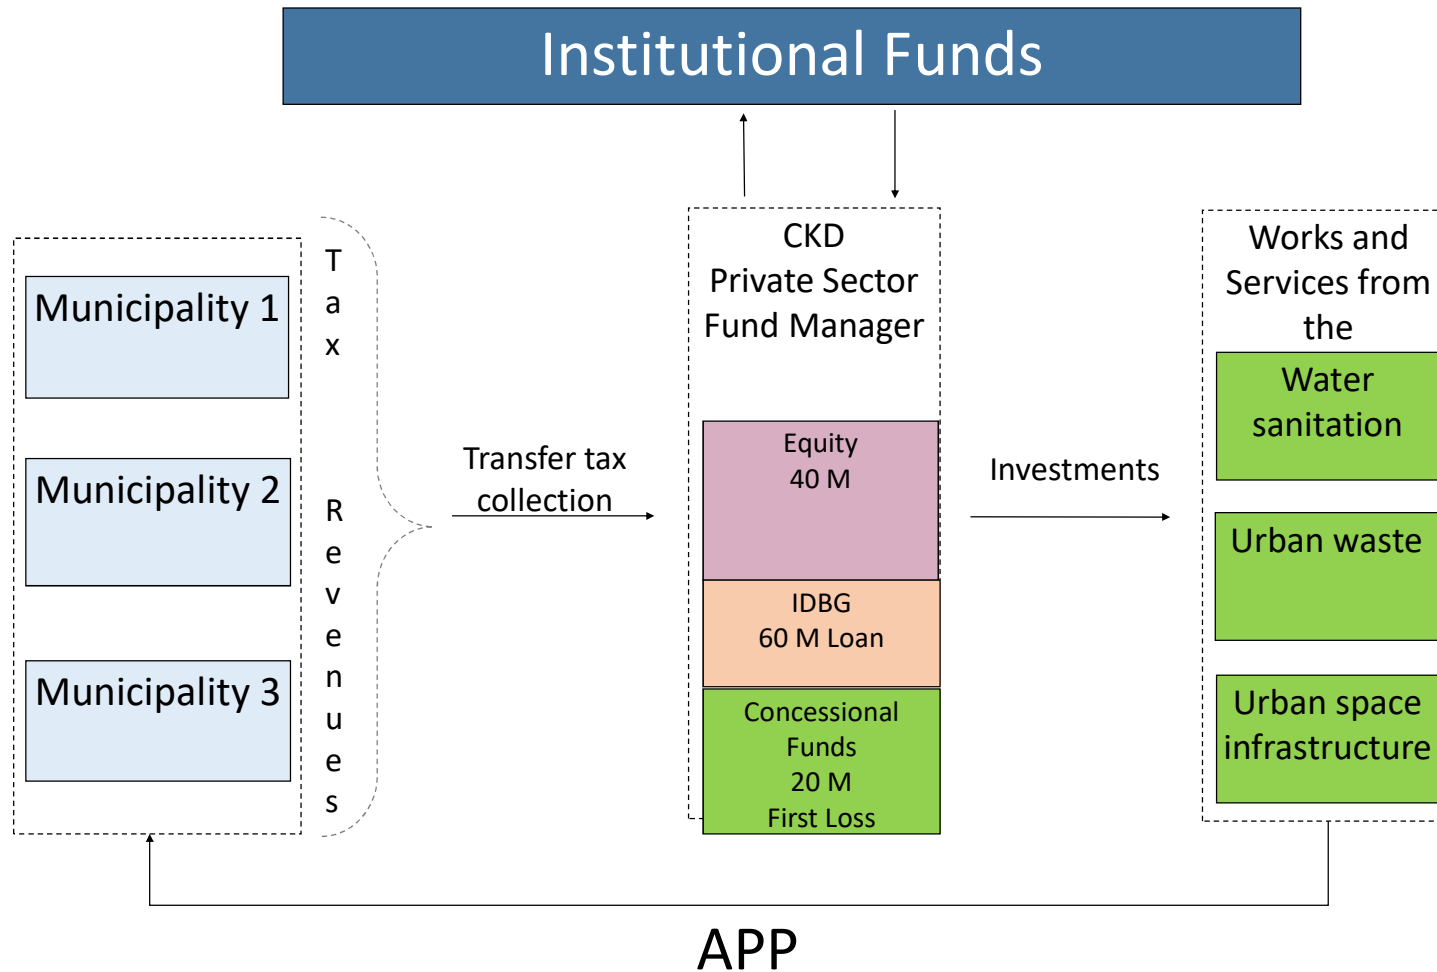 Institutional Funds
Municipality 1
Municipality 2
Municipality 3
Tax Revenues
Transfer tax
collection
CKD
Private Sector
Fund Manager
Equity
40 M
IDBG
60 M Loan
Concessional
Funds
20 M
First Loss
Investments
Works and
Services from
the
Water
sanitation
Urban waste
Urban space
infrastructure
APP